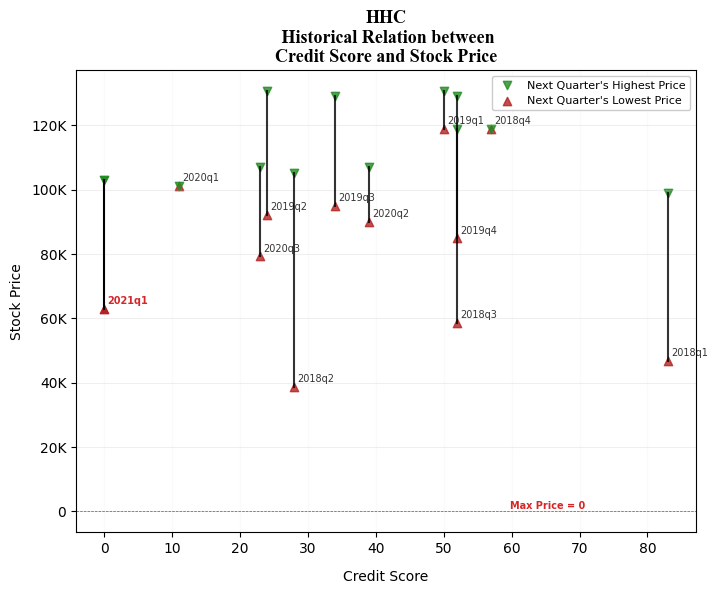 HHC
Historical Relation between
Credit Score and Stock Price
Next Quarter's Highest Price
Next Quarter's Lowest Price
120K
100K
80K
60K
40K
20K
0
Stock Price
2019q1
2018q4
2020q1
2019q3
2019q2
2020q2
2019q4
2020q3
2021q1
2018q3
2018q1
2018q2
Max Price = 0
0
10
20
30
40
50
60
70
80
Credit Score